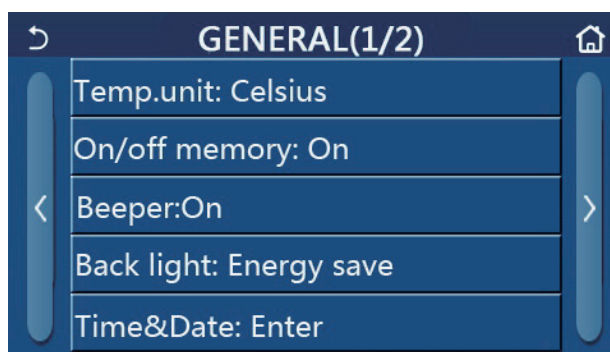 GENERAL(1/2)
Temp.unit: Celsius
On/off memory: On
Beeper:On
Back light: Energy save
Time&Date: Enter